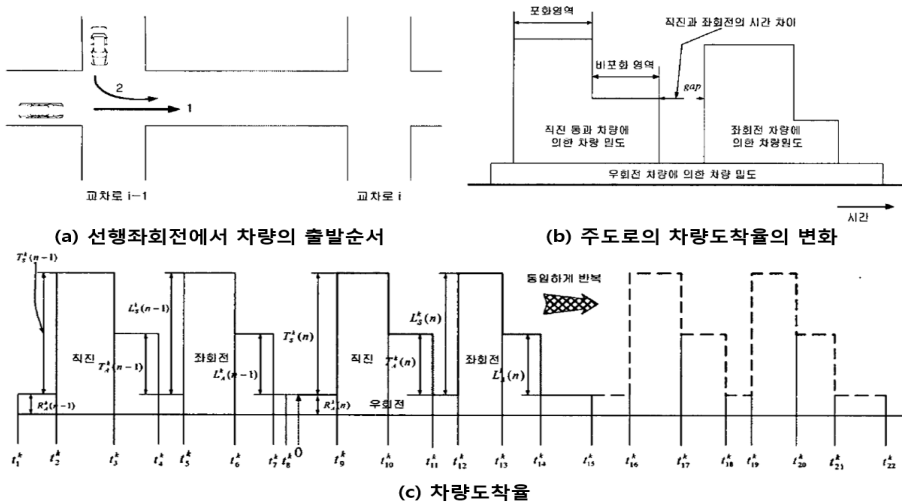 2
1
교차로 i-1
교차로 i
(a) 선행좌회전에서 차량의 출발순서
포화영역
직진과 좌회전의 시간 차이
비포화 영역
gap
직진 통과 차량에
의한 차량 밀도
좌회전 차량에
의한 차량밀도
우회전 차량에 의한 차량 밀도
시간
(b) 주도로의 차량도착율의 변화
T_S^k(n-1)
L_S^k(n-1)
T_S^k(n)
L_S^k(n)
동일하게 반복
직진
T_A^k(n-1)
좌회전
L_A^k(n-1)
직진
T_A^k(n)
좌회전
L_A^k(n)
R_A^k(n-1)
R_A^k(n)
우회전
0
t_1^k t_2^k t_3^k t_4^k t_5^k t_6^k t_7^k t_8^k t_9^k t_10^k t_11^k t_12^k t_13^k t_14^k t_15^k t_16^k t_17^k t_18^k t_19^k t_20^k t_21^k t_22^k
(c) 차량도착율